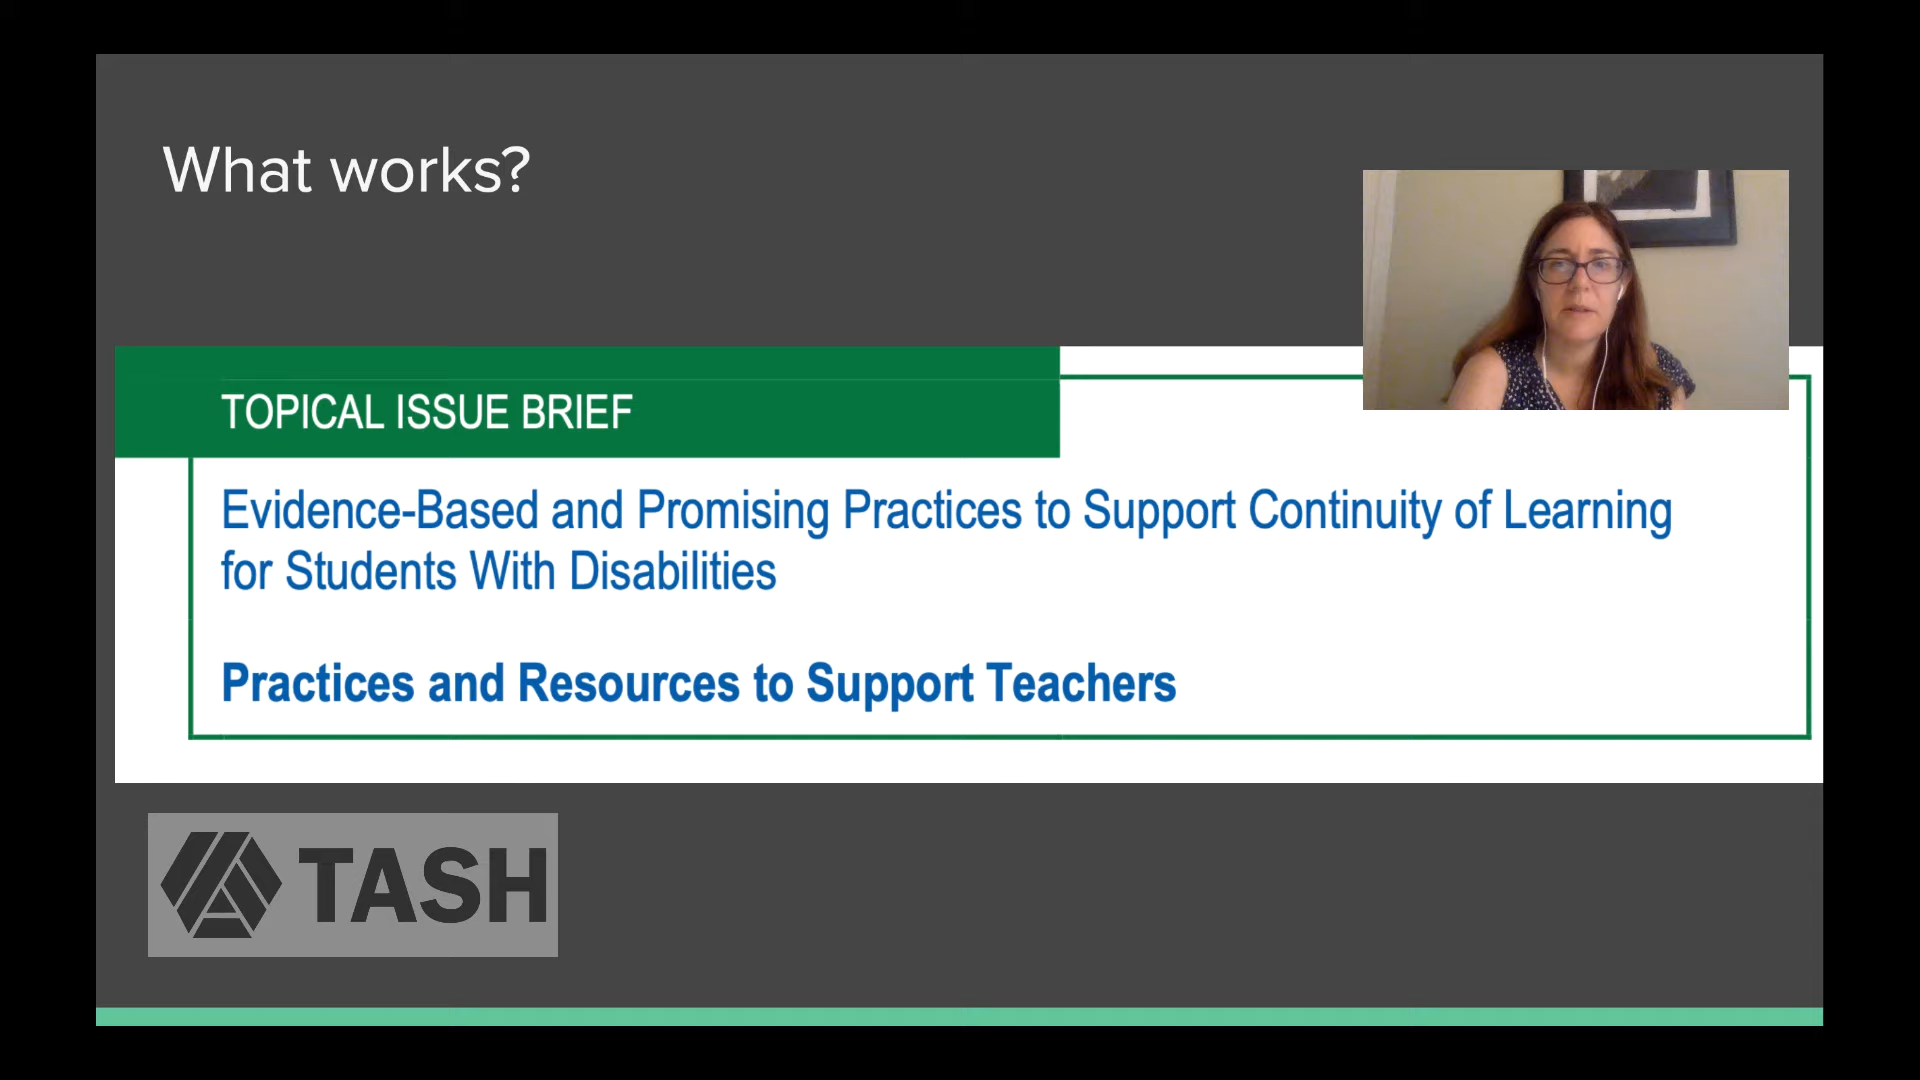 What works?
TOPICAL ISSUE BRIEF
Evidence-Based and Promising Practices to Support Continuity of Learning
for Students With Disabilities
Practices and Resources to Support Teachers
TASH